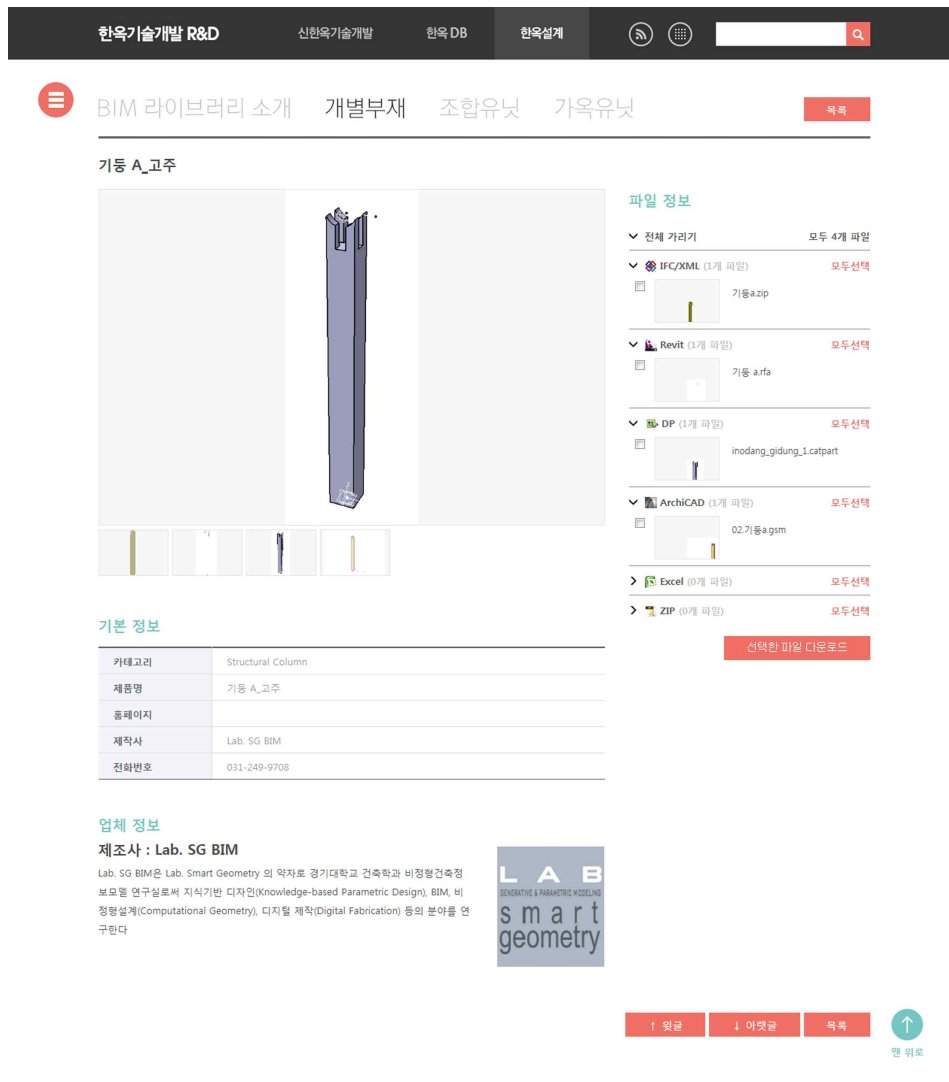 한옥기술개발 R&D
신한옥기술개발
한옥 DB
한옥설계
BIM 라이브러리 소개
개별부재
조합유닛
가옥유닛
목록
기둥 A_고주
파일 정보
전체 가리기
모두 4개 파일
IFC/XML (1개 파일)
모두선택
기둥a.zip
Revit (1개 파일)
모두선택
기둥 a.rfa
DP (1개 파일)
모두선택
inodang_gidung_1.catpart
ArchiCAD (1개 파일)
모두선택
02.기둥a.gsm
Excel (0개 파일)
모두선택
ZIP (0개 파일)
모두선택
선택한 파일 다운로드
기본 정보
카테고리
Structural Column
제품명
기둥 A_고주
홈페이지
제작사
Lab. SG BIM
전화번호
031-249-9708
업체 정보
제조사 : Lab. SG BIM
Lab. SG BIM은 Lab. Smart Geometry 의 약자로 경기대학교 건축학과 비정형건축정
보모델 연구실로써 지식기반 디자인(Knowledge-based Parametric Design), BIM, 비
정형설계(Computational Geometry), 디지털 제작(Digital Fabrication) 등의 분야를 연
구한다
LAB
GENERATIVE & PARAMETRIC MODELING
smart
geometry
↑ 윗글
↓ 아랫글
목록
맨 위로